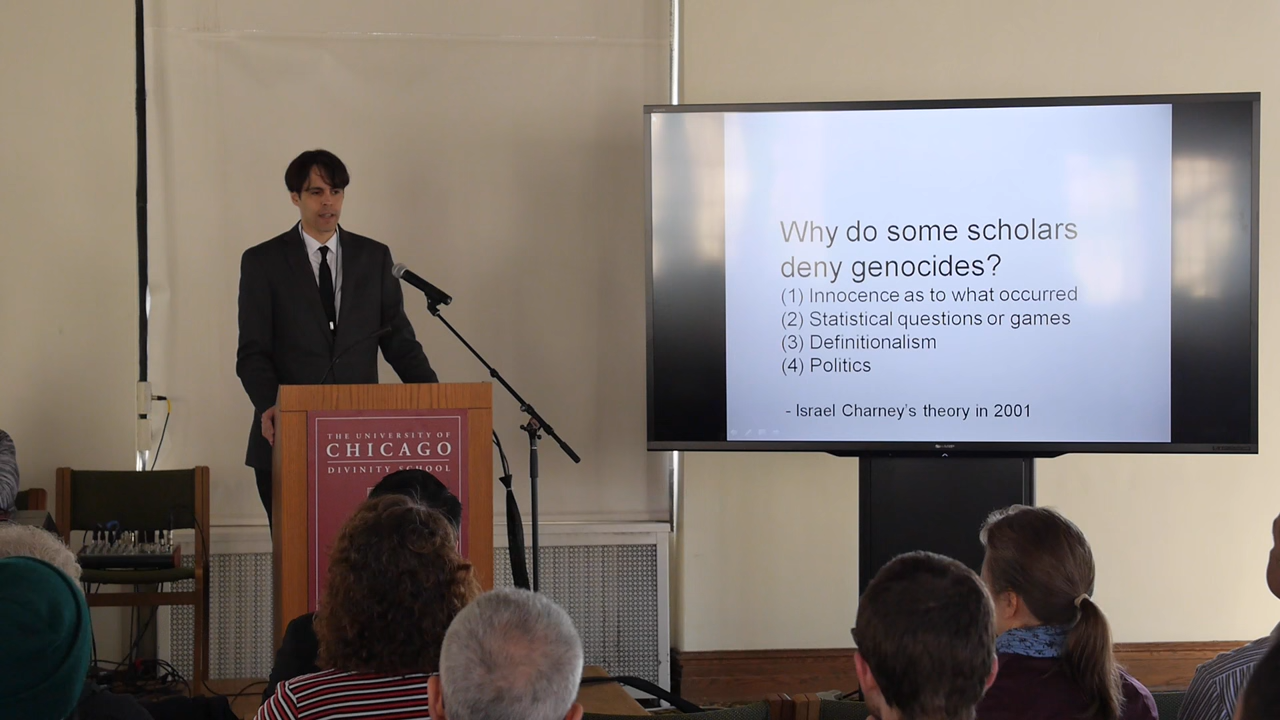 THE UNIVERSITY OF
CHICAGO
DIVINITY SCHOOL
Why do some scholars
deny genocides?
(1) Innocence as to what occurred
(2) Statistical questions or games
(3) Definitionalism
(4) Politics
- Israel Charney's theory in 2001